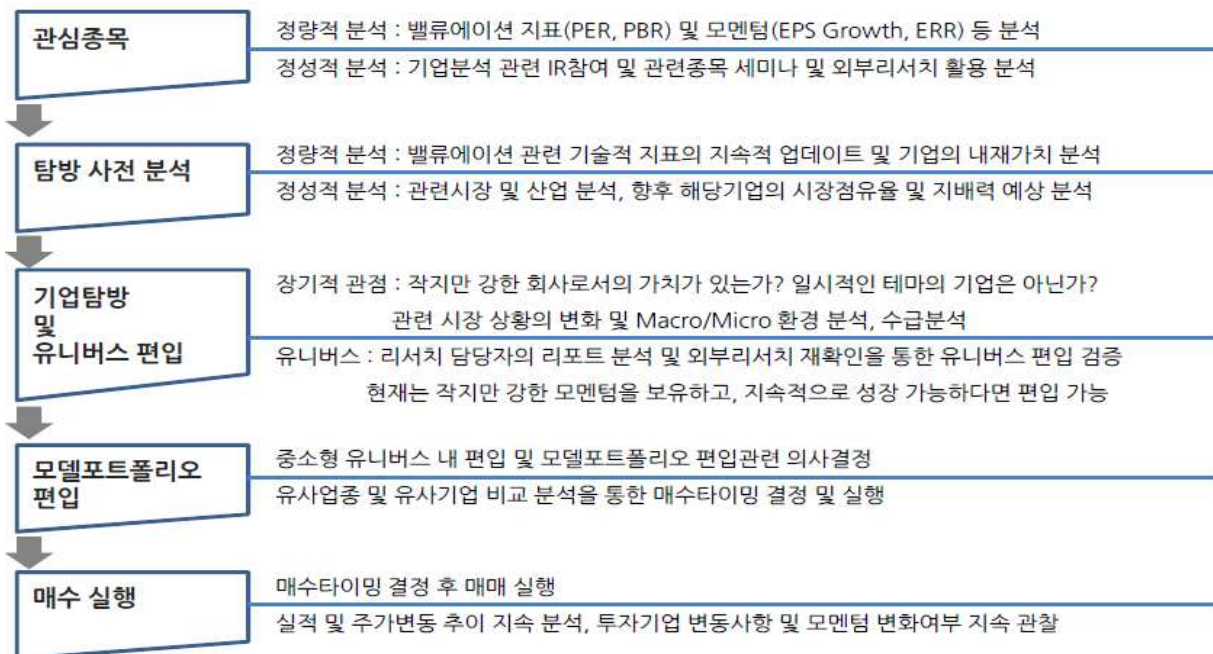 관심종목
정량적 분석 : 밸류에이션 지표(PER, PBR) 및 모멘텀(EPS Growth, ERR) 등 분석
정성적 분석 : 기업분석 관련 IR참여 및 관련종목 세미나 및 외부리서치 활용 분석
탐방 사전 분석
정량적 분석 : 밸류에이션 관련 기술적 지표의 지속적 업데이트 및 기업의 내재가치 분석
정성적 분석 : 관련시장 및 산업 분석, 향후 해당기업의 시장점유율 및 지배력 예상 분석
기업탐방
및
유니버스 편입
장기적 관점 : 작지만 강한 회사로서의 가치가 있는가? 일시적인 테마의 기업은 아닌가?
관련 시장 상황의 변화 및 Macro/Micro 환경 분석, 수급분석
유니버스 : 리서치 담당자의 리포트 분석 및 외부리서치 재확인을 통한 유니버스 편입 검증
현재는 작지만 강한 모멘텀을 보유하고, 지속적으로 성장 가능하다면 편입 가능
모델포트폴리오
편입
중소형 유니버스 내 편입 및 모델포트폴리오 편입관련 의사결정
유사업종 및 유사기업 비교 분석을 통한 매수타이밍 결정 및 실행
매수 실행
매수타이밍 결정 후 매매 실행
실적 및 주가변동 추이 지속 분석, 투자기업 변동사항 및 모멘텀 변화여부 지속 관찰